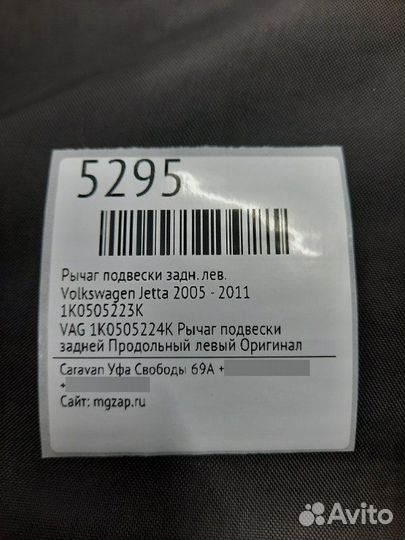 5295
Рычаг подвески задн. лев.
Volkswagen Jetta 2005 - 2011
1K0505223K
VAG 1K0505224K Рычаг подвески
задней Продольный левый Оригинал
Caravan Уфа Свободы 69А +
+
Сайт: mgzap.ru
Avito